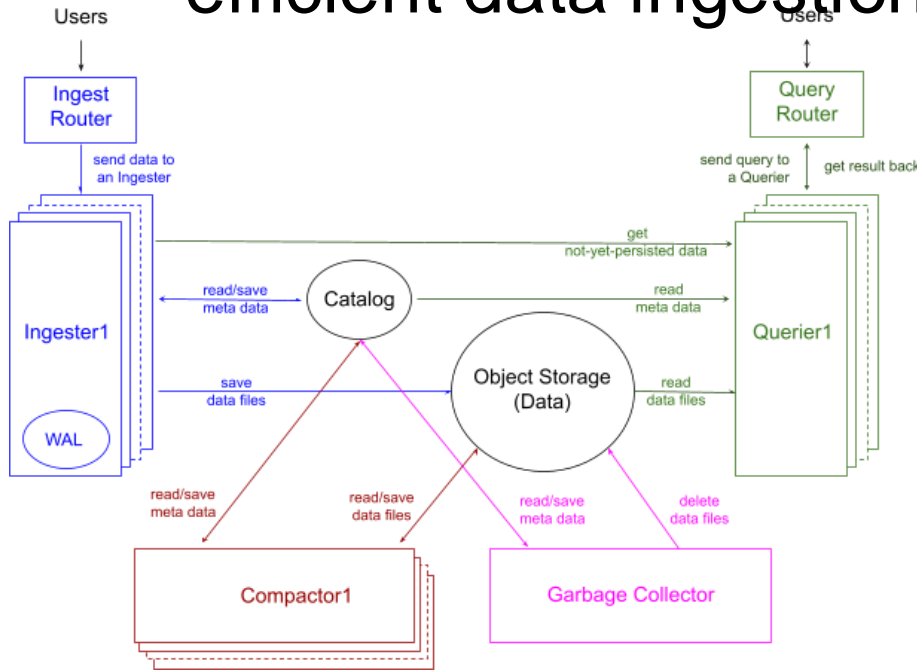 efficient data ingestion
Users
Users
Ingest
Router
Query
Router
send data to
an Ingester
send query to
a Querier
get result back
get
not-yet-persisted data
read/save
meta data
Catalog
read
meta data
Ingester1
Querier1
Object Storage
(Data)
save
data files
read
data files
WAL
read/save
meta data
read/save
data files
read/save
meta data
delete
data files
Compactor1
Garbage Collector